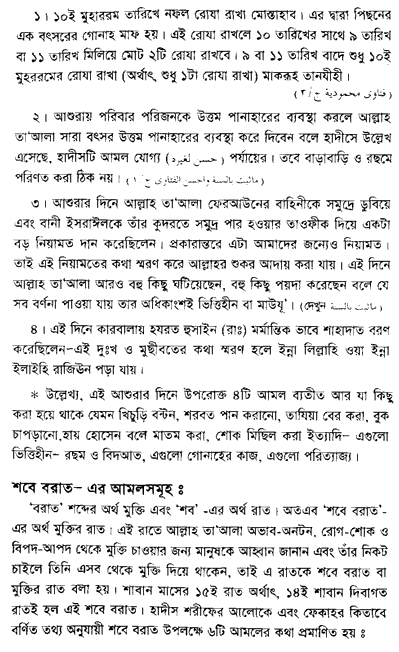 ১। ১০ই মুহাররম তারিখে নফল রোযা রাখা মোস্তাহাব। এর দ্বারা পিছনের
এক বৎসরের গোনাহ মাফ হয়। এই রোযা রাখলে ১০ তারিখের সাথে ৯ তারিখ
বা ১১ তারিখ মিলিয়ে মোট ২টি রোযা রাখবে। ৯ বা ১১ তারিখ বাদে শুধু ১০ই
মুহররমের রোযা রাখা (অর্থাৎ, শুধু ১টা রোযা রাখা) মাকরূহ তানযীহী।
(فتاوى محمودية ج/٣)
২। আশুরায় পরিবার পরিজনকে উত্তম পানাহারের ব্যবস্থা করলে আল্লাহ
তা'আলা সারা বৎসর উত্তম পানাহারের ব্যবস্থা করে দিবেন বলে হাদীসে উল্লেখ
এসেছে, হাদীসটি আমল যোগ্য (حسن لغيره) পর্যায়ের। তবে বাড়াবাড়ি ও রছমে
পরিণত করা ঠিক নয়। (ماثبت بالسنة واحسن الفتاوى ج/١)
৩। আশুরার দিনে আল্লাহ তা'আলা ফেরআউনের বাহিনীকে সমুদ্রে ডুবিয়ে
এবং বানী ইসরাঈলকে তাঁর কুদরতে সমুদ্র পার হওয়ার তাওফীক দিয়ে একটা
বড় নিয়ামত দান করেছিলেন। প্রকারান্তরে এটা আমাদের জন্যেও নিয়ামত।
তাই এই নিয়ামতের কথা স্মরণ করে আল্লাহর শুকর আদায় করা যায়। এই দিনে
আল্লাহ তা'আলা আরও বহু কিছু ঘটিয়েছেন, বহু কিছু পয়দা করেছেন বলে যে
সব বর্ণনা পাওয়া যায় তার অধিকাংশই ভিত্তিহীন বা মাউযূ'। (দেখুন ماثبت بالسنة)
৪। এই দিনে কারবালায় হযরত হুসাইন (রাঃ) মর্মান্তিক ভাবে শাহাদাত বরণ
করেছিলেন–এই দুঃখ ও মুছীবতের কথা স্মরণ হলে ইন্না লিল্লাহি ওয়া ইন্না
ইলাইহি রাজিঊন পড়া যায়।
* উল্লেখ্য, এই আশুরার দিনে উপরোক্ত ৪টি আমল ব্যতীত আর যা কিছু
করা হয়ে থাকে যেমন খিচুড়ি বন্টন, শরবত পান করানো, তাযিয়া বের করা, বুক
চাপড়ানো,হায় হোসেন বলে মাতম করা, শোক মিছিল করা ইত্যাদি– এগুলো
ভিত্তিহীন– রছম ও বিদআত, এগুলো গোনাহের কাজ, এগুলো পরিত্যাজ্য।
শবে বরাত– এর আমলসমূহ ঃ
'বরাত' শব্দের অর্থ মুক্তি এবং 'শব' -এর অর্থ রাত। অতএব 'শবে বরাত'-
এর অর্থ মুক্তির রাত। এই রাতে আল্লাহ তা'আলা অভাব-অনটন, রোগ-শোক ও
বিপদ-আপদ থেকে মুক্তি চাওয়ার জন্য মানুষকে আহ্বান জানান এবং তাঁর নিকট
চাইলে তিনি এসব থেকে মুক্তি দিয়ে থাকেন, তাই এ রাতকে শবে বরাত বা
মুক্তির রাত বলা হয়। শাবান মাসের ১৫ই রাত অর্থাৎ, ১৪ই শাবান দিবাগত
রাতই হল এই শবে বরাত। হাদীস শরীফের আলোকে এবং ফেকাহর কিতাবে
বর্ণিত তথ্য অনুযায়ী শবে বরাত উপলক্ষে ৬টি আমলের কথা প্রমাণিত হয় ঃ